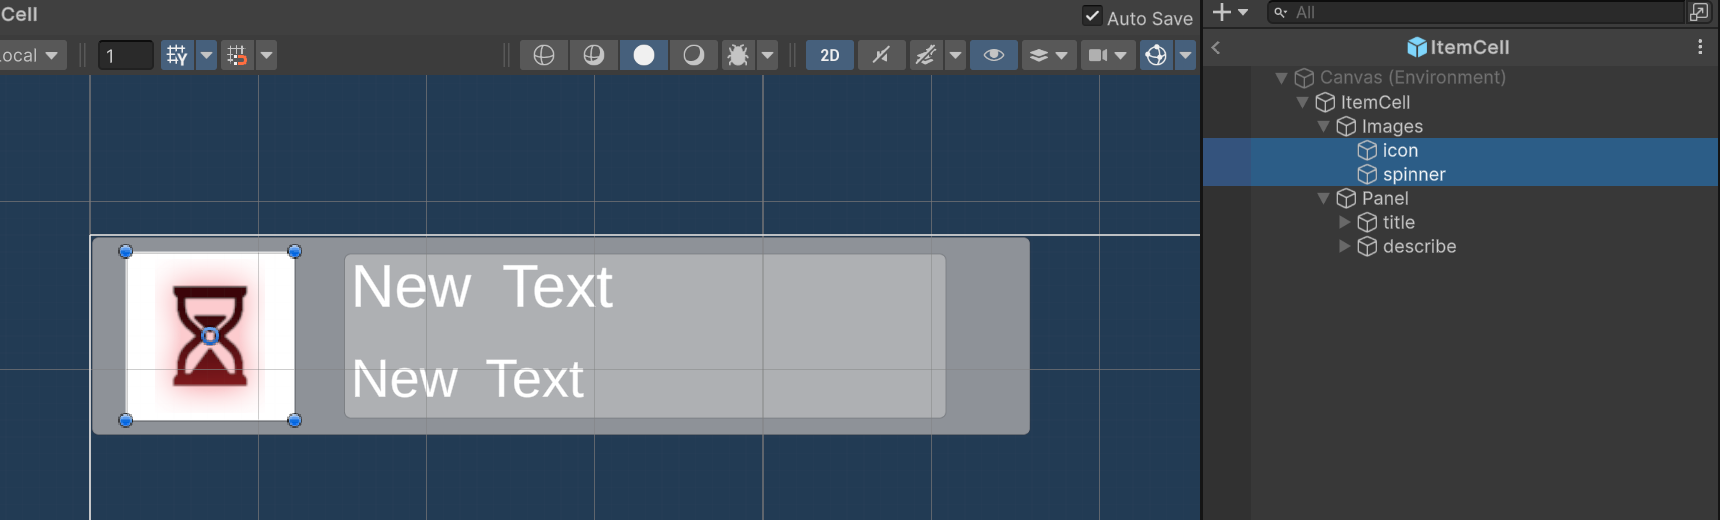 Cell
Auto Save
All
ocal
1
2D
ItemCell
Canvas (Environment)
ItemCell
Images
icon
spinner
Panel
title
describe
New Text
New Text